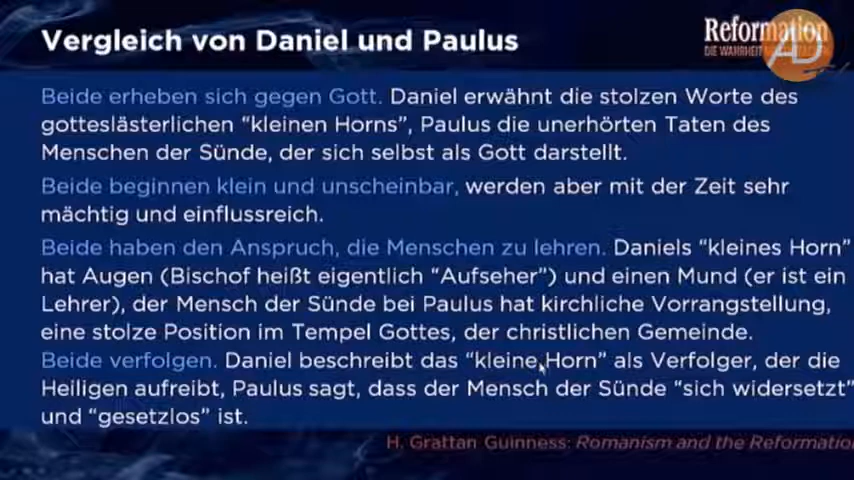 Vergleich von Daniel und Paulus
Reformation
DIE WAHRHEIT
AD
Beide erheben sich gegen Gott. Daniel erwähnt die stolzen Worte des
gotteslästerlichen “kleinen Horns”, Paulus die unerhörten Taten des
Menschen der Sünde, der sich selbst als Gott darstellt.
Beide beginnen klein und unscheinbar, werden aber mit der Zeit sehr
mächtig und einflussreich.
Beide haben den Anspruch, die Menschen zu lehren. Daniels “kleines Horn”
hat Augen (Bischof heißt eigentlich “Aufseher”) und einen Mund (er ist ein
Lehrer), der Mensch der Sünde bei Paulus hat kirchliche Vorrangstellung,
eine stolze Position im Tempel Gottes, der christlichen Gemeinde.
Beide verfolgen. Daniel beschreibt das “kleine Horn” als Verfolger, der die
Heiligen aufreibt, Paulus sagt, dass der Mensch der Sünde “sich widersetzt”
und “gesetzlos” ist.
H. Grattan Guinness: Romanism and the Reformatio